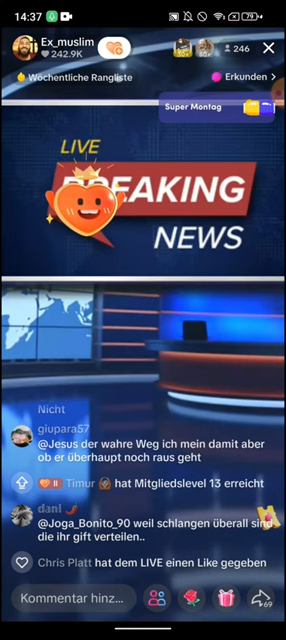 14:37
79
Ex_muslim
242.9K
246
Wöchentliche Rangliste
Erkunden >
Super Montag
LIVE
BREAKING
NEWS
Nicht
giupara57
@Jesus der wahre Weg ich mein damit aber
ob er überhaupt noch raus geht
Timur hat Mitgliedslevel 13 erreicht
dani
@Joga_Bonito_90 weil schlangen überall sind
die ihr gift verteilen..
Chris Platt hat dem LIVE einen Like gegeben
Kommentar hinz...
69